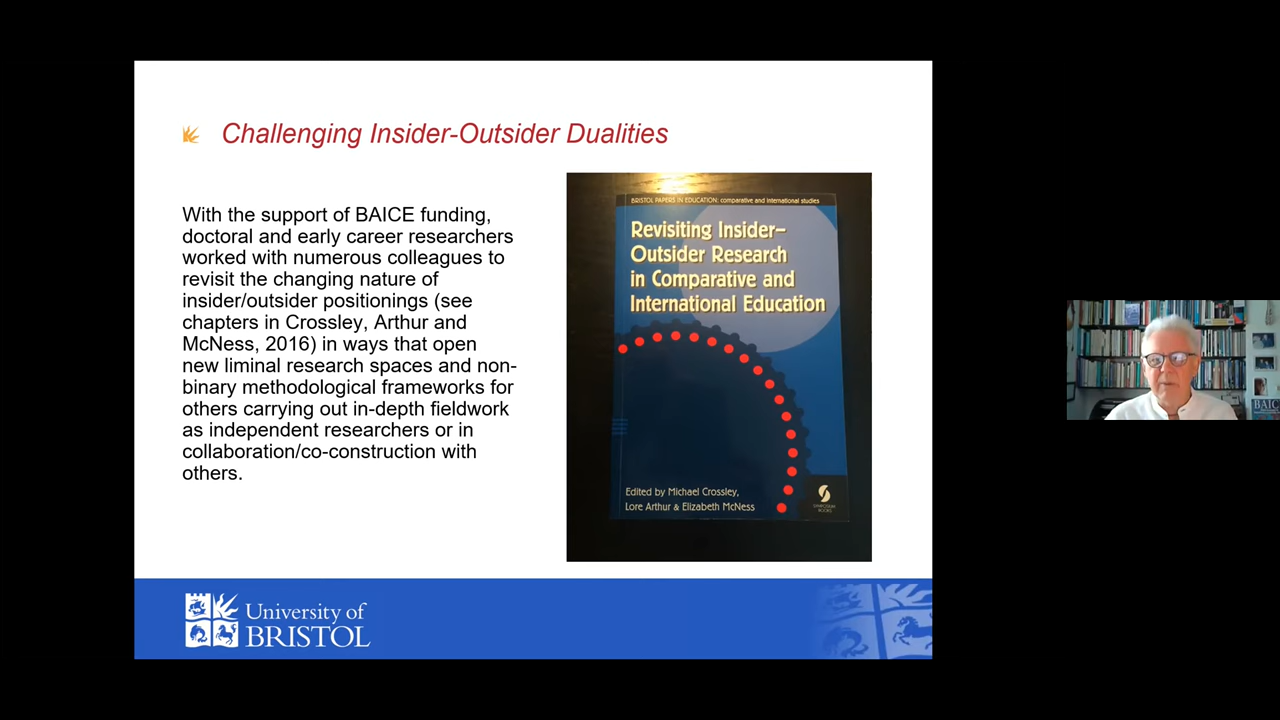 Challenging Insider-Outsider Dualities
With the support of BAICE funding,
doctoral and early career researchers
worked with numerous colleagues to
revisit the changing nature of
insider/outsider positionings (see
chapters in Crossley, Arthur and
McNess, 2016) in ways that open
new liminal research spaces and non-
binary methodological frameworks for
others carrying out in-depth fieldwork
as independent researchers or in
collaboration/co-construction with
others.
BRISTOL PAPERS IN EDUCATION: comparative and international studies
Revisiting Insider–
Outsider Research
in Comparative and
International Education
Edited by Michael Crossley,
Lore Arthur & Elizabeth McNess
SYMPOSIUM
BOOKS
University of
BRISTOL
BAICE